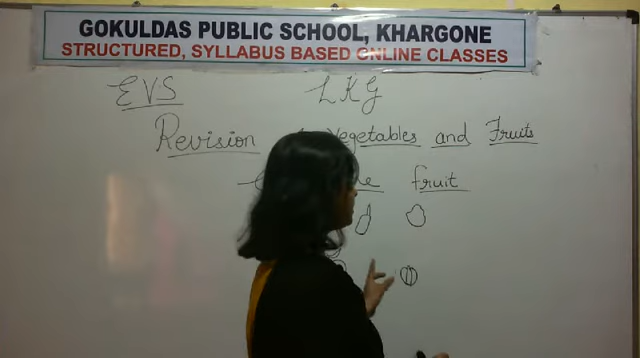 GOKULDAS PUBLIC SCHOOL, KHARGONE
STRUCTURED, SYLLABUS BASED ONLINE CLASSES
EVS LKG
Revision Vegetables and Fruits
fruit